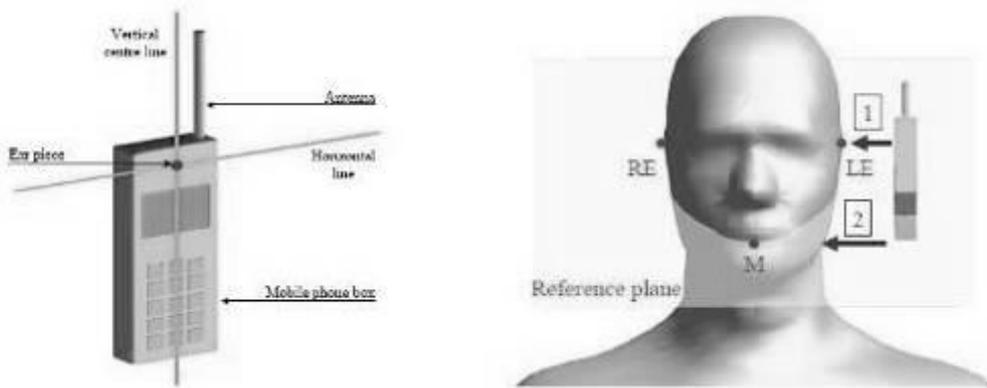 Vertical
centre line
Antenna
Ear piece
Horizontal
line
Mobile phone box
1
RE
LE
2
M
Reference plane